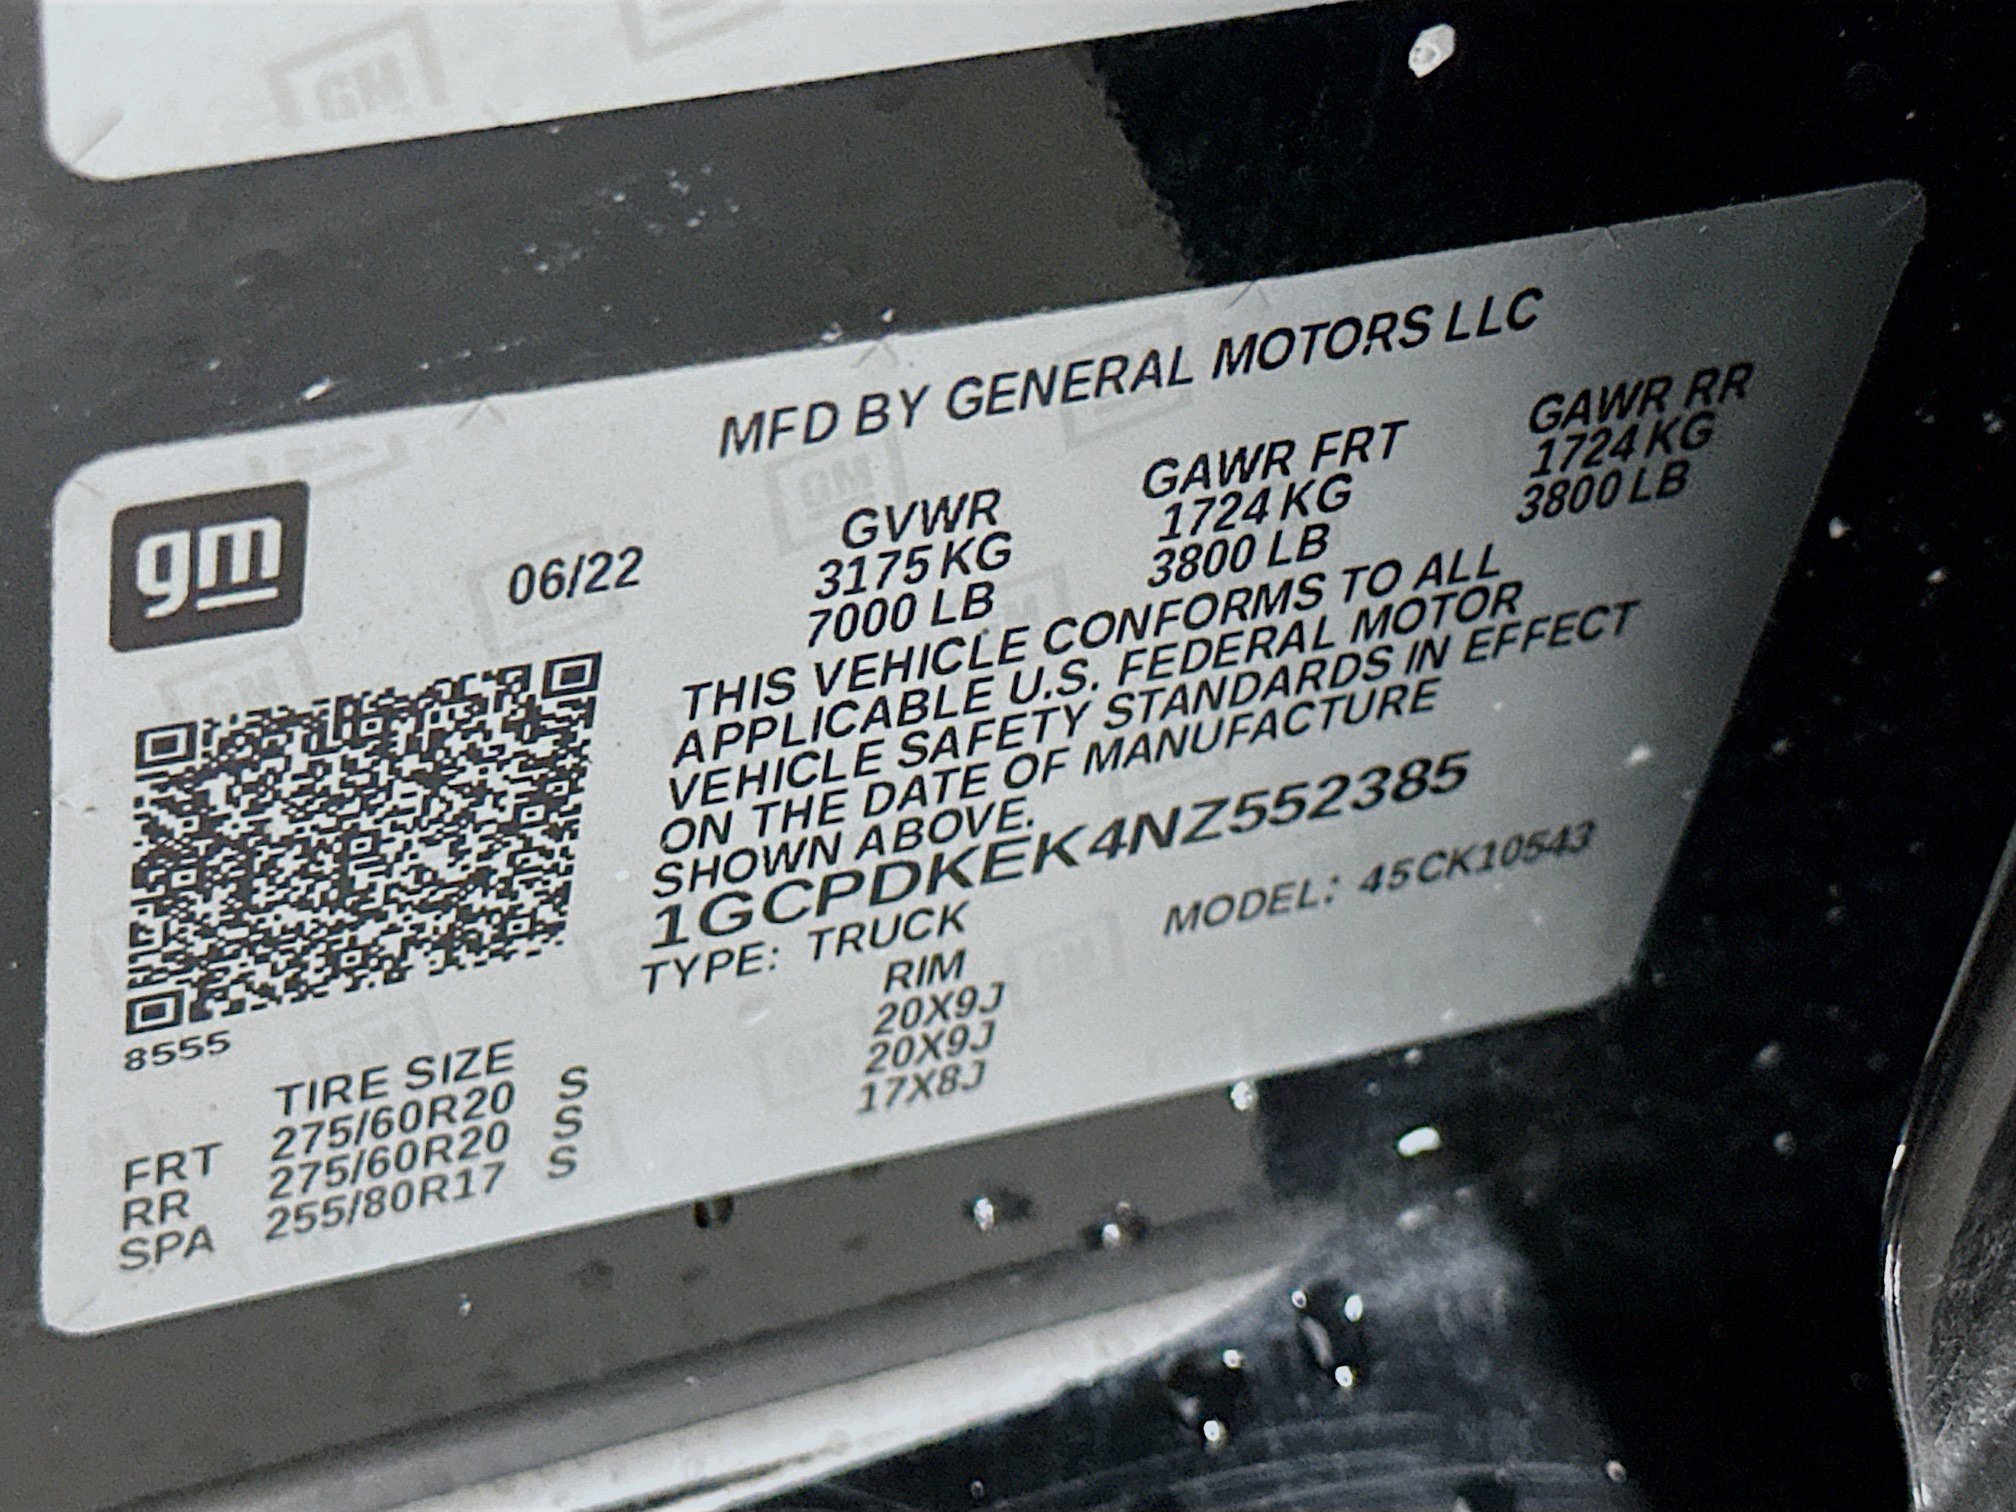 MFD BY GENERAL MOTORS LLC
gm
06/22
GVWR GAWR FRT GAWR RR
3175 KG 1724 KG 1724 KG
7000 LB 3800 LB 3800 LB
THIS VEHICLE CONFORMS TO ALL
APPLICABLE U.S. FEDERAL MOTOR
VEHICLE SAFETY STANDARDS IN EFFECT
ON THE DATE OF MANUFACTURE
SHOWN ABOVE.
1GCPDKEK4NZ552385
TYPE: TRUCK MODEL: 45CK10543
8555
TIRE SIZE RIM
FRT 275/60R20 S 20X9J
RR 275/60R20 S 20X9J
SPA 255/80R17 S 17X8J
GM